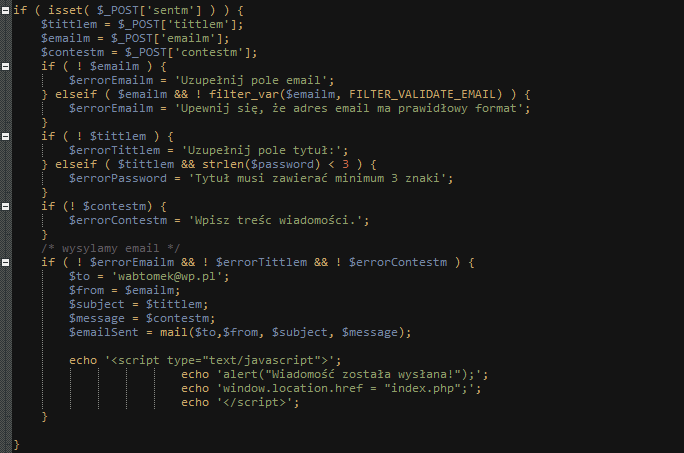 if ( isset( $_POST['sentm'] ) ) {
$tittlem = $_POST['tittlem'];
$emailm = $_POST['emailm'];
$contestm = $_POST['contestm'];
if ( ! $emailm ) {
$errorEmailm = 'Uzupełnij pole email';
} elseif ( $emailm && ! filter_var($emailm, FILTER_VALIDATE_EMAIL) ) {
$errorEmailm = 'Upewnij się, że adres email ma prawidłowy format';
}
if ( ! $tittlem ) {
$errorTittlem = 'Uzupełnij pole tytuł:';
} elseif ( $tittlem && strlen($password) < 3 ) {
$errorPassword = 'Tytuł musi zawierać minimum 3 znaki';
}
if (! $contestm) {
$errorContestm = 'Wpisz treśc wiadomości.';
}
/* wysylamy email */
if ( ! $errorEmailm && ! $errorTittlem && ! $errorContestm ) {
$to = 'wabtomek@wp.pl';
$from = $emailm;
$subject = $tittlem;
$message = $contestm;
$emailSent = mail($to,$from, $subject, $message);
echo '<script type="text/javascript">';
echo 'alert("Wiadomość została wysłana!");';
echo 'window.location.href = "index.php";';
echo '</script>';
}
}